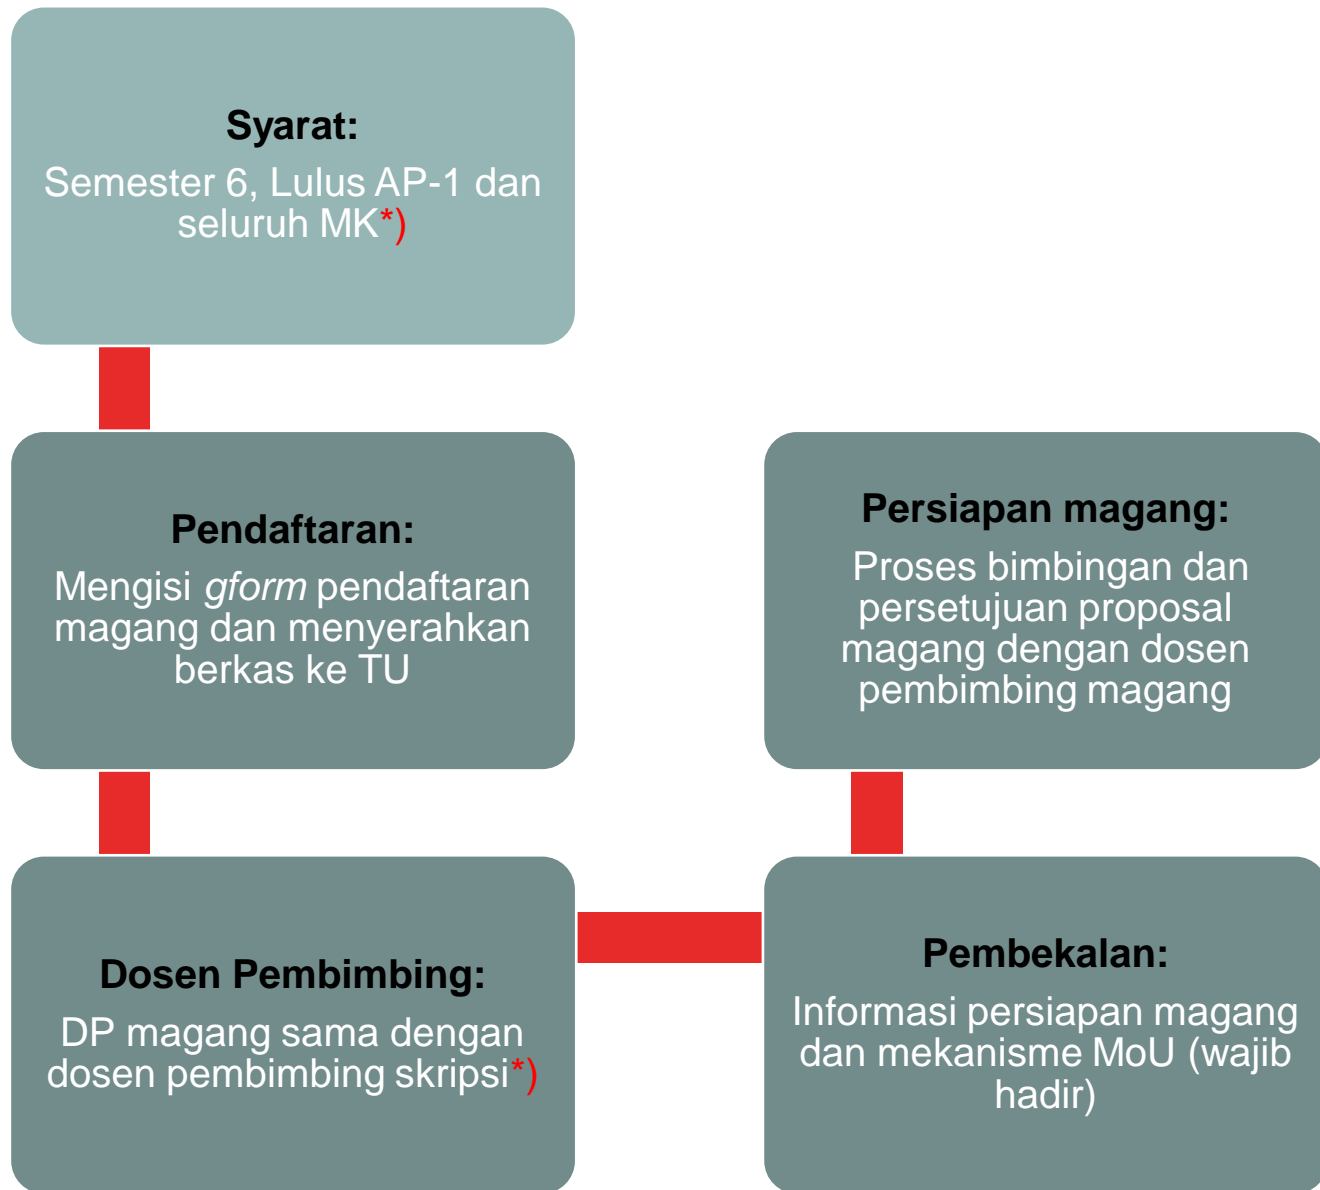 Syarat:
Semester 6, Lulus AP-1 dan
seluruh MK*)
Pendaftaran:
Mengisi gform pendaftaran
magang dan menyerahkan
berkas ke TU
Dosen Pembimbing:
DP magang sama dengan
dosen pembimbing skripsi*)
Pembekalan:
Informasi persiapan magang
dan mekanisme MoU (wajib
hadir)
Persiapan magang:
Proses bimbingan dan
persetujuan proposal
magang dengan dosen
pembimbing magang